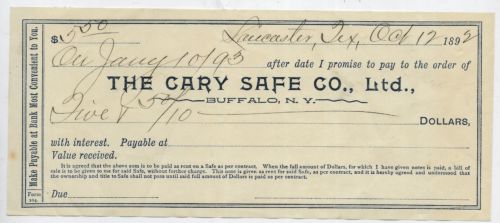 Make Payable at Bank Most Convenient to You.
Form
$5.50 Lancaster, Tex, Oct 12 1892
On Jany 10/93 after date I promise to pay to the order of
THE CARY SAFE CO., Ltd.,
BUFFALO, N. Y.
Five & 50/10 DOLLARS,
with interest. Payable at
Value received.
It is agreed that the above sum is to be paid as rent on a Safe as per contract. When the full amount of Dollars, for which I have given notes is paid, a bill of
sale is to be given to me for said Safe, without further charge. This note is given as rent for said Safe, as per contract, and it is hereby agreed and understood that
the ownership and title to Safe shall not pass until said full amount of Dollars is paid as per contract.
Due